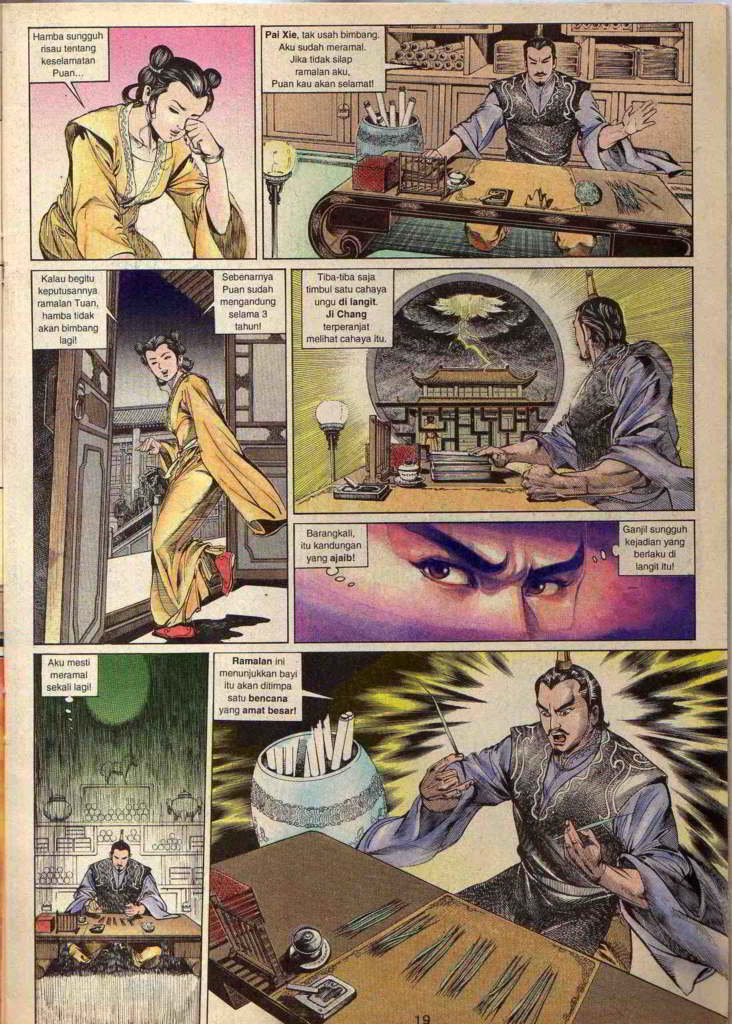 Hamba sungguh
risau tentang
keselamatan
Puan...
Pai Xie, tak usah bimbang.
Aku sudah meramal.
Jika tidak silap
ramalan aku,
Puan kau akan selamat!
Kalau begitu
keputusannya
ramalan Tuan,
hamba tidak
akan bimbang
lagi!
Sebenarnya
Puan sudah
mengandung
selama 3
tahun!
Tiba-tiba saja
timbul satu cahaya
ungu di langit.
Ji Chang
terperanjat
melihat cahaya itu.
Barangkali,
itu kandungan
yang ajaib!
Ganjil sungguh
kejadian yang
berlaku di
langit itu!
Aku mesti
meramal
sekali lagi!
Ramalan ini
menunjukkan bayi
itu akan ditimpa
satu bencana
yang amat besar!
19